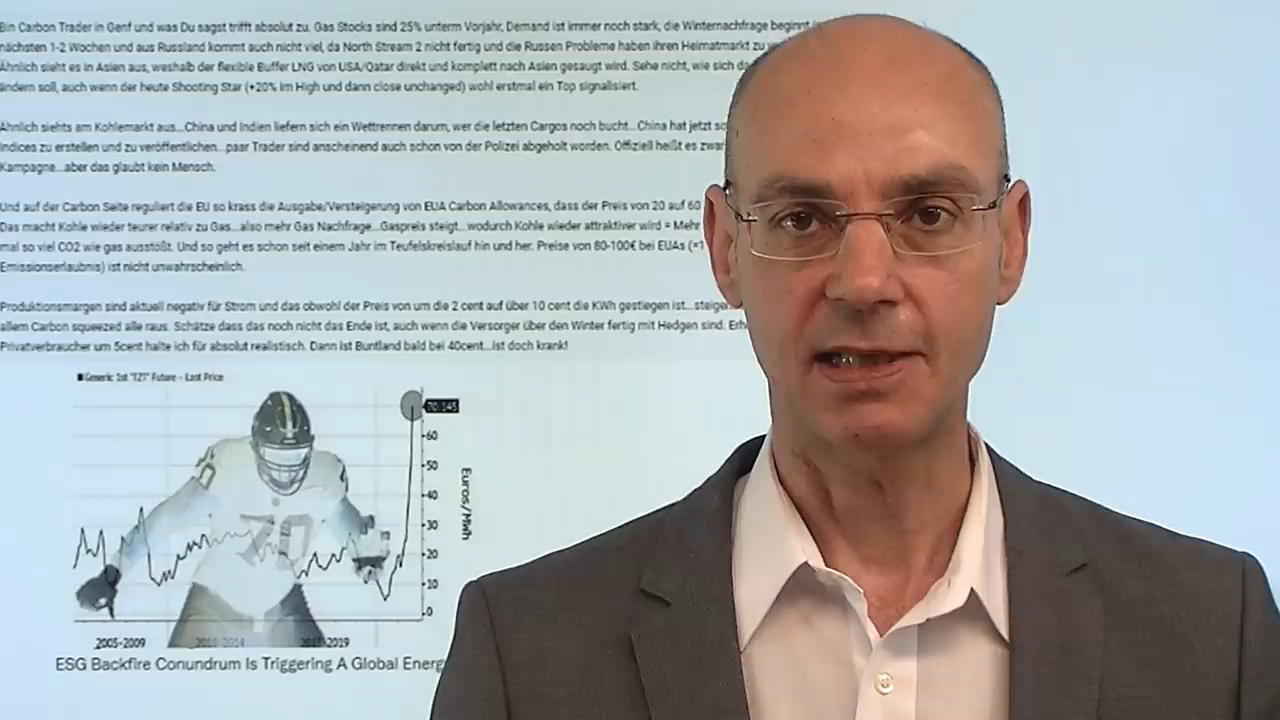 Bin Carbon Trader in Genf und was Du sagst trifft absolut zu. Gas Stocks sind 25% unterm Vorjahr, Demand ist immer noch stark, die Winternachfrage beginnt
nächsten 1-2 Wochen und aus Russland kommt auch nicht viel, da North Stream 2 nicht fertig und die Russen Probleme haben ihren Heimatmarkt zu
Ähnlich sieht es in Asien aus, weshalb der flexible Buffer LNG von USA/Qatar direkt und komplett nach Asien gesaugt wird. Sehe nicht, wie sich
ändern soll, auch wenn der heute Shooting Star (+20% im High und dann close unchanged) wohl erstmal ein Top signalisiert.
Ähnlich siehts am Kohlemarkt aus...China und Indien liefern sich ein Wettrennen darum, wer die letzten Cargos noch bucht...China hat jetzt
Indices zu erstellen und zu veröffentlichen...paar Trader sind anscheinend auch schon von der Polizei abgeholt worden. Offiziell heißt es zwar
Kampagne...aber das glaubt kein Mensch.
Und auf der Carbon Seite reguliert die EU so krass die Ausgabe/Versteigerung von EUA Carbon Allowances, dass der Preis von 20 auf 60
Das macht Kohle wieder teurer relativ zu Gas...also mehr Gas Nachfrage...Gaspreis steigt...wodurch Kohle wieder attraktiver wird = Mehr
mal so viel CO2 wie gas ausstößt. Und so geht es schon seit einem Jahr im Teufelskreislauf hin und her. Preise von 80-100€ bei EUAs (=1
Emissionserlaubnis) ist nicht unwahrscheinlich.
Produktionsmargen sind aktuell negativ für Strom und das obwohl der Preis von um die 2 cent auf über 10 cent die KWh gestiegen ist...
allem Carbon squeezed alle raus. Schätze dass das noch nicht das Ende ist, auch wenn die Versorger über den Winter fertig mit Hedgen sind.
Privatverbraucher um 5cent halte ich für absolut realistisch. Dann ist Buntland bald bei 40cent...ist doch krank!
Generic 1st "TZT" Future - Last Price
70.145
60
50
40
30
20
10
0
Euros/MWh
70
2005-2009 2010-2014 2019
ESG Backfire Conundrum Is Triggering A Global